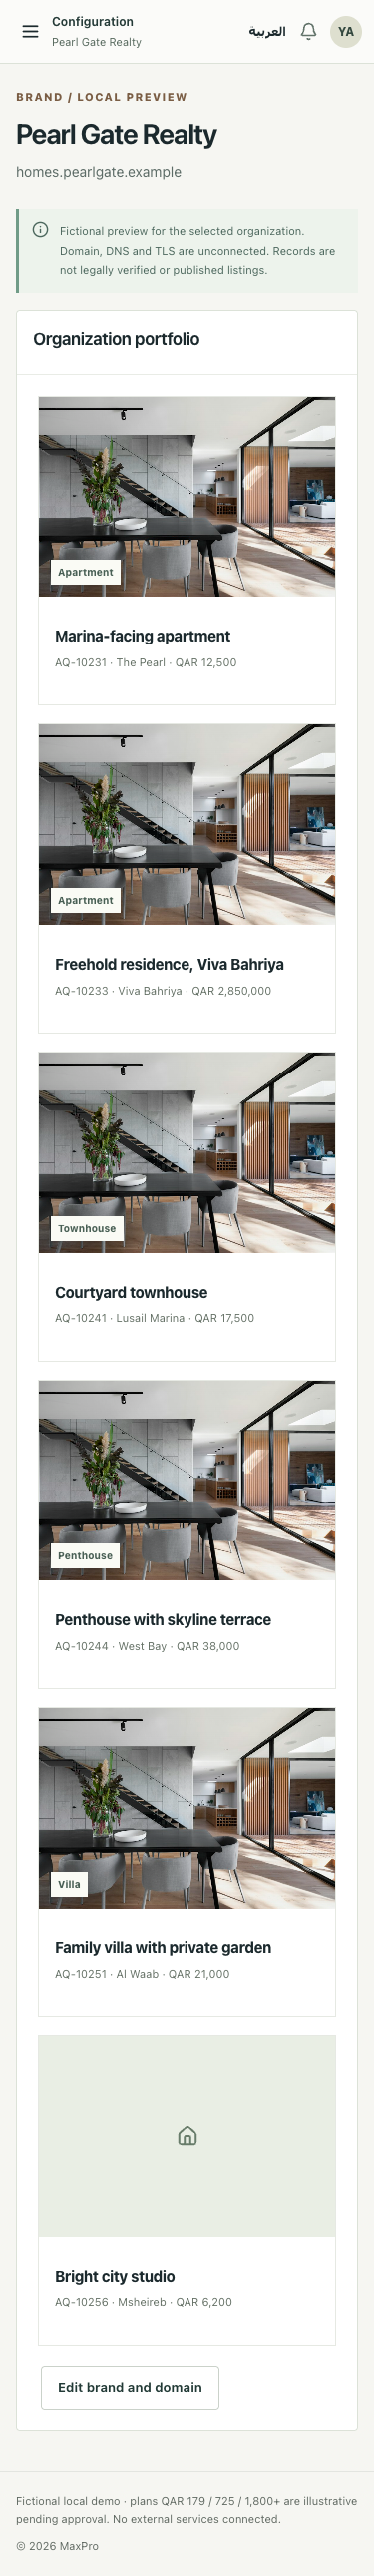 Configuration
Pearl Gate Realty
العربية
YA
BRAND / LOCAL PREVIEW
Pearl Gate Realty
homes.pearlgate.example
Fictional preview for the selected organization.
Domain, DNS and TLS are unconnected. Records are
not legally verified or published listings.
Organization portfolio
Apartment
Marina-facing apartment
AQ-10231 · The Pearl · QAR 12,500
Apartment
Freehold residence, Viva Bahriya
AQ-10233 · Viva Bahriya · QAR 2,850,000
Townhouse
Courtyard townhouse
AQ-10241 · Lusail Marina · QAR 17,500
Penthouse
Penthouse with skyline terrace
AQ-10244 · West Bay · QAR 38,000
Villa
Family villa with private garden
AQ-10251 · Al Waab · QAR 21,000
Bright city studio
AQ-10256 · Msheireb · QAR 6,200
Edit brand and domain
Fictional local demo · plans QAR 179 / 725 / 1,800+ are illustrative
pending approval. No external services connected.
© 2026 MaxPro